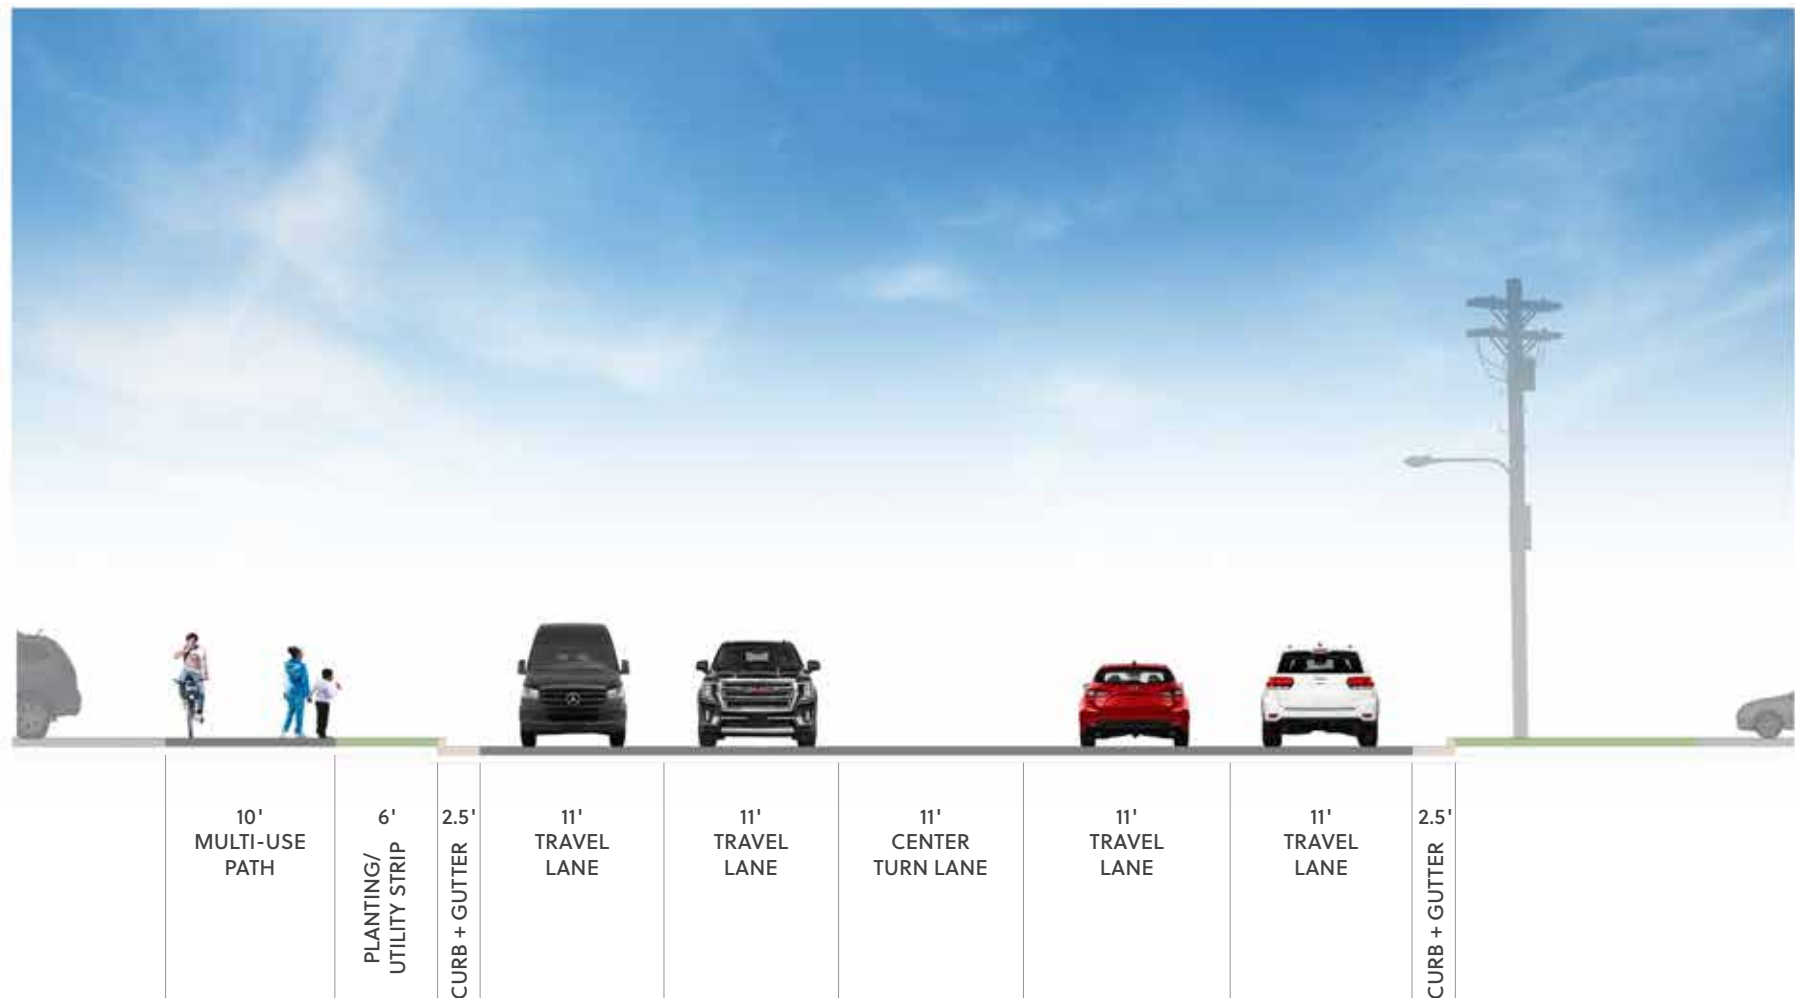 10'
MULTI-USE
PATH
6'
PLANTING/
UTILITY STRIP
2.5'
CURB + GUTTER
11'
TRAVEL
LANE
11'
TRAVEL
LANE
11'
CENTER
TURN LANE
11'
TRAVEL
LANE
11'
TRAVEL
LANE
2.5'
CURB + GUTTER